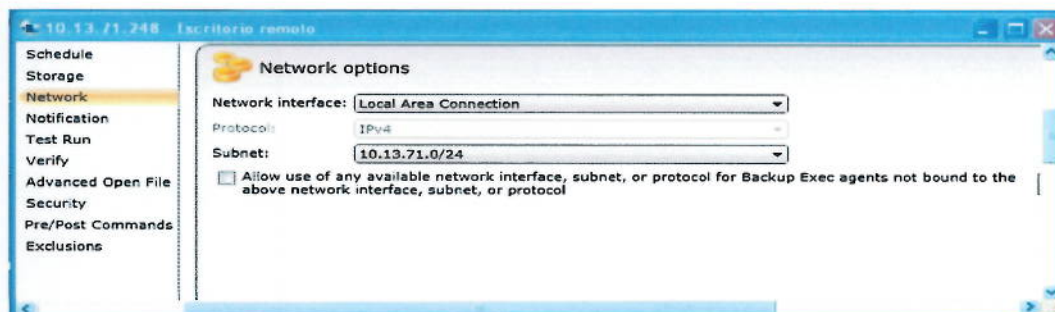 10.13.71.248 Escritorio remoto
Schedule
Storage
Network
Notification
Test Run
Verify
Advanced Open File
Security
Pre/Post Commands
Exclusions
Network options
Network interface: Local Area Connection
Protocol: IPv4
Subnet: 10.13.71.0/24
Allow use of any available network interface, subnet, or protocol for Backup Exec agents not bound to the
above network interface, subnet, or protocol